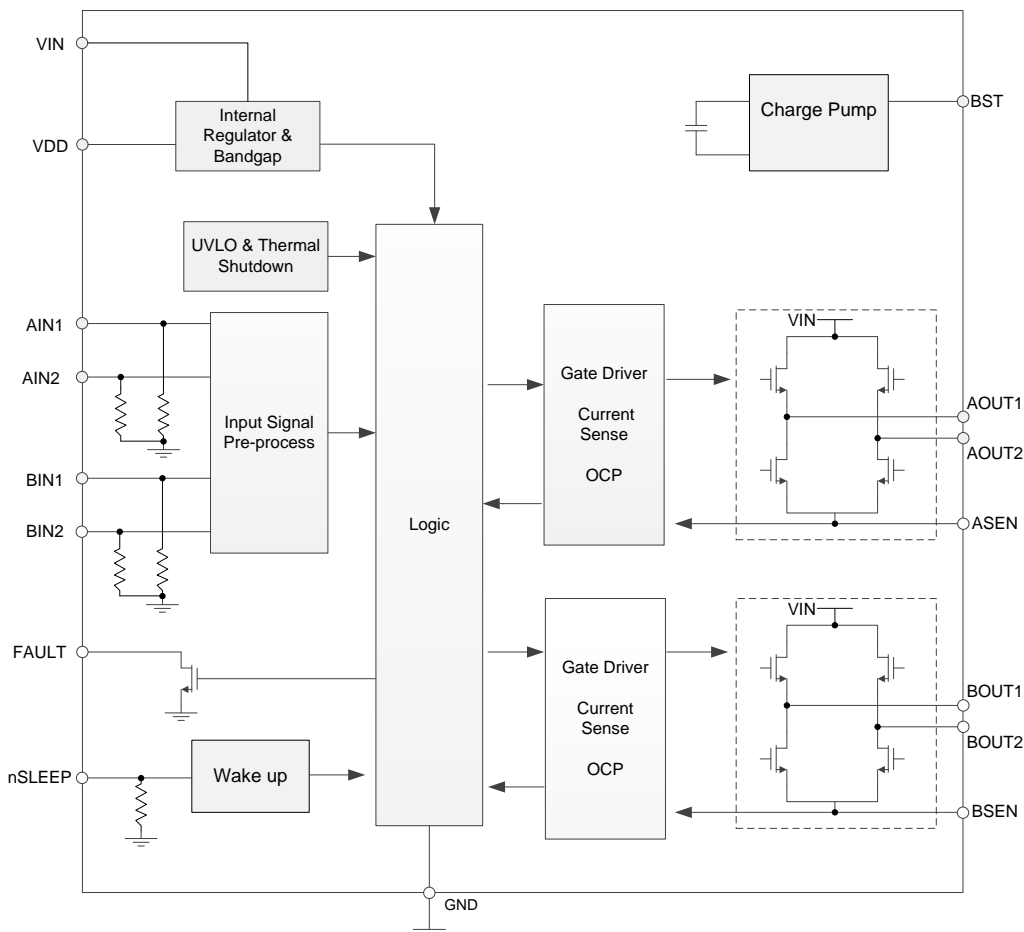 VIN
VDD
Internal
Regulator &
Bandgap
Charge Pump
BST
UVLO & Thermal
Shutdown
AIN1
AIN2
BIN1
BIN2
Input Signal
Pre-process
Logic
Gate Driver
Current
Sense
OCP
VIN
AOUT1
AOUT2
ASEN
Gate Driver
Current
Sense
OCP
VIN
BOUT1
BOUT2
BSEN
FAULT
nSLEEP
Wake up
GND